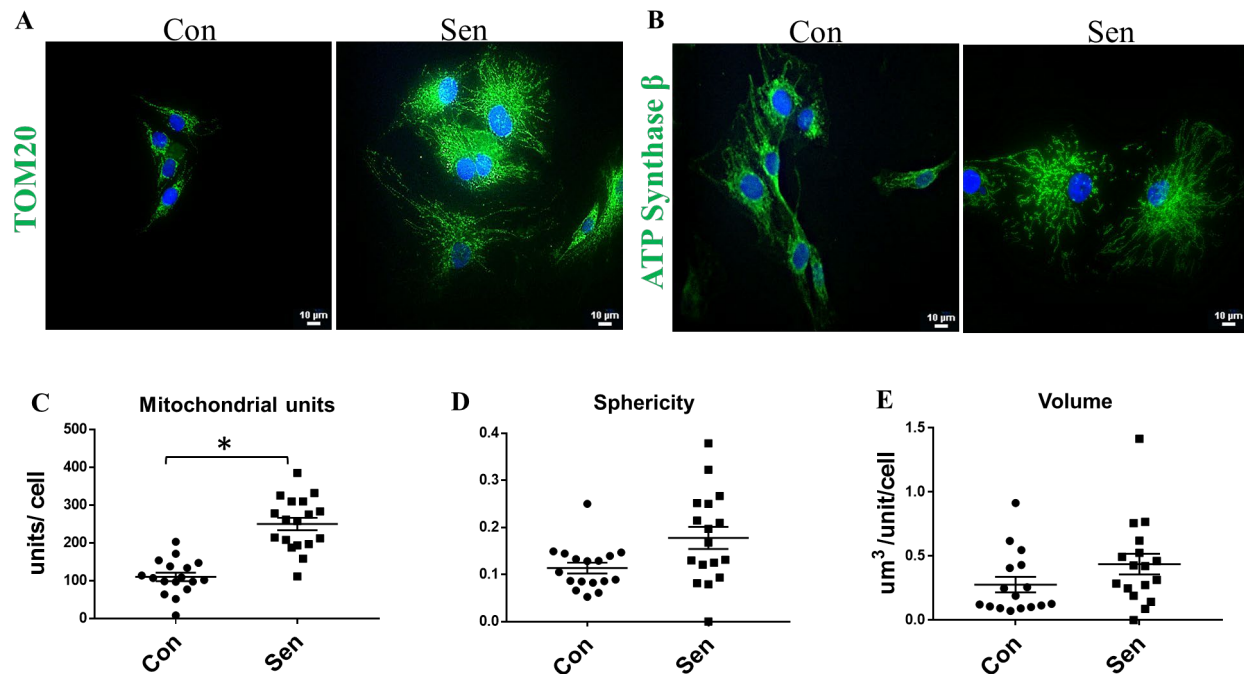 A
Con
Sen
TOM20
10 µm
10 µm
B
Con
Sen
ATP Synthase β
10 µm
10 µm
C
Mitochondrial units
units/ cell
500
400
300
200
100
0
*
Con
Sen
D
Sphericity
0.4
0.3
0.2
0.1
0.0
Con
Sen
E
Volume
um³/unit/cell
1.5
1.0
0.5
0.0
Con
Sen